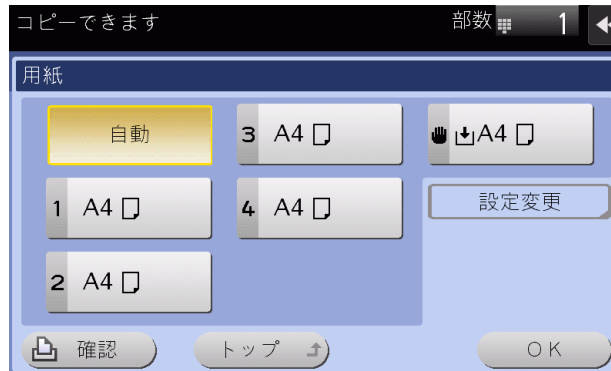 コピーできます 部数 1
用紙
自動 3 A4 A4
1 A4 4 A4 設定変更
2 A4
確認 トップ OK